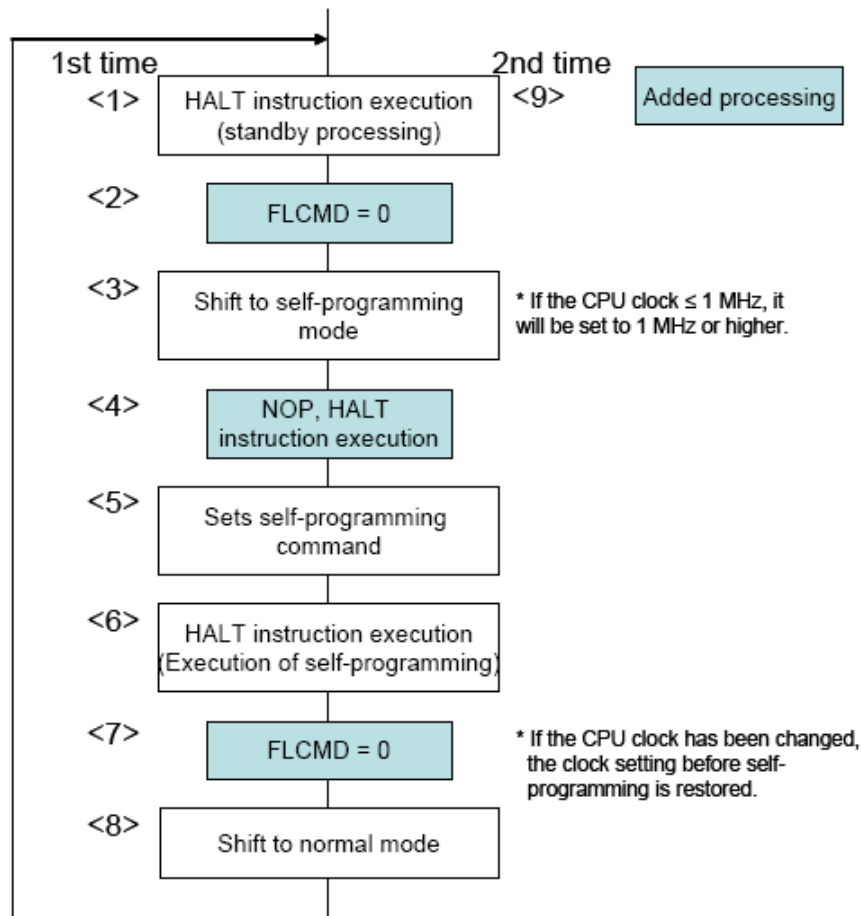 1st time
2nd time
<1>
HALT instruction execution
(standby processing)
<9>
Added processing
<2>
FLCMD = 0
<3>
Shift to self-programming
mode
* If the CPU clock ≤ 1 MHz, it
will be set to 1 MHz or higher.
<4>
NOP, HALT
instruction execution
<5>
Sets self-programming
command
<6>
HALT instruction execution
(Execution of self-programming)
<7>
FLCMD = 0
* If the CPU clock has been changed,
the clock setting before self-
programming is restored.
<8>
Shift to normal mode